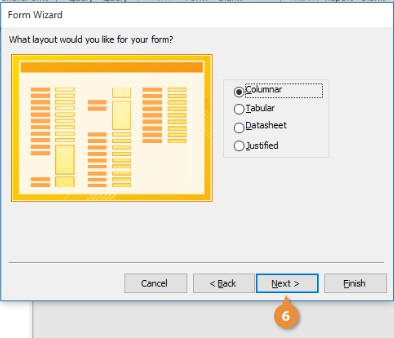 Form Wizard
What layout would you like for your form?
Columnar
Tabular
Datasheet
Justified
Cancel
< Back
Next >
Finish
6